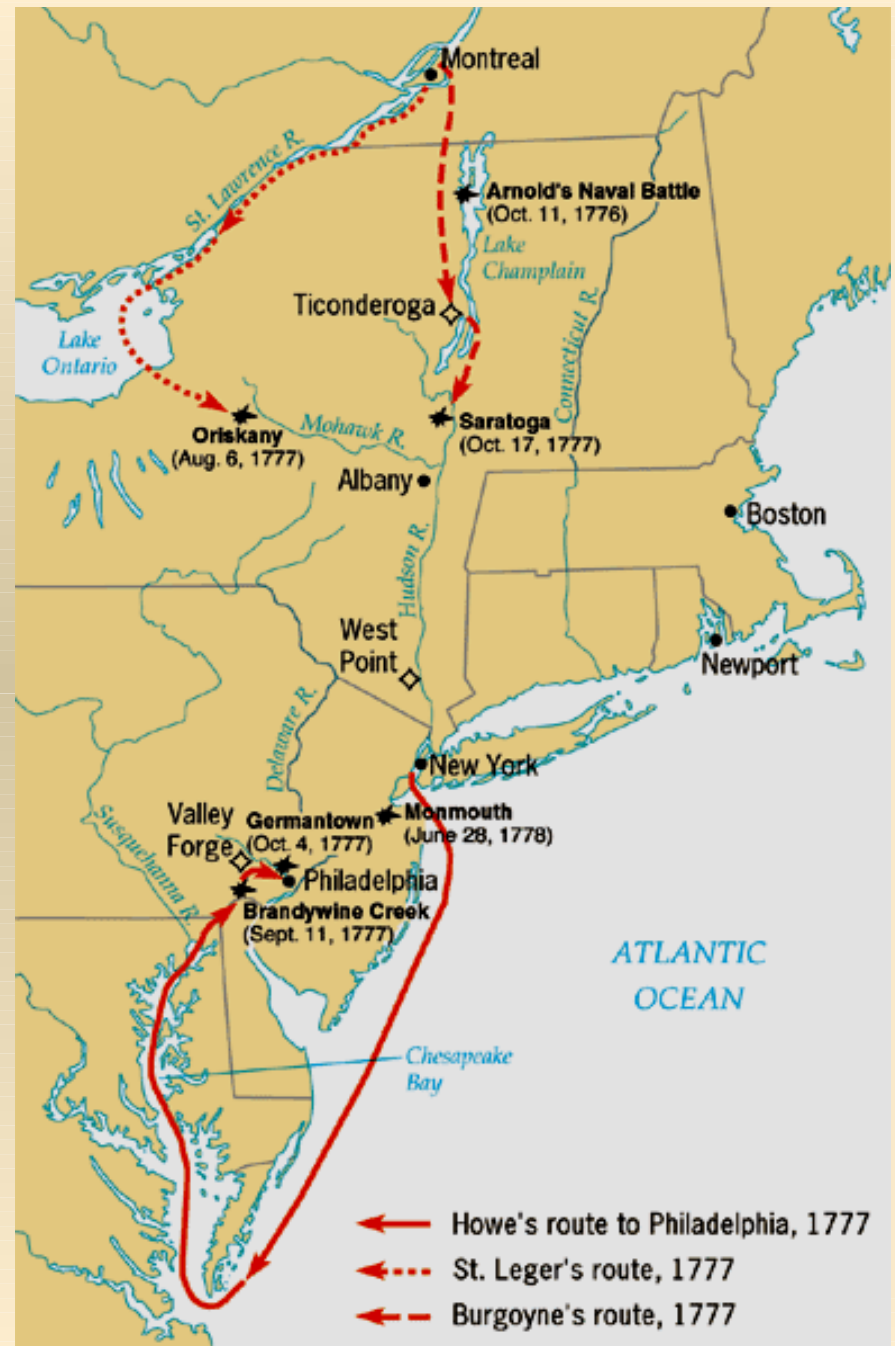 Montreal
St. Lawrence R.
Arnold's Naval Battle
(Oct. 11, 1776)
Lake
Champlain
Ticonderoga
Connecticut R.
Lake
Ontario
Oriskany
(Aug. 6, 1777)
Mohawk R.
Saratoga
(Oct. 17, 1777)
Albany
Boston
Hudson R.
West
Point
Newport
Delaware R.
New York
Susquehanna R.
Valley
Forge
Germantown
(Oct. 4, 1777)
Monmouth
(June 28, 1778)
Philadelphia
Brandywine Creek
(Sept. 11, 1777)
ATLANTIC
OCEAN
Chesapeake
Bay
Howe's route to Philadelphia, 1777
St. Leger's route, 1777
Burgoyne's route, 1777